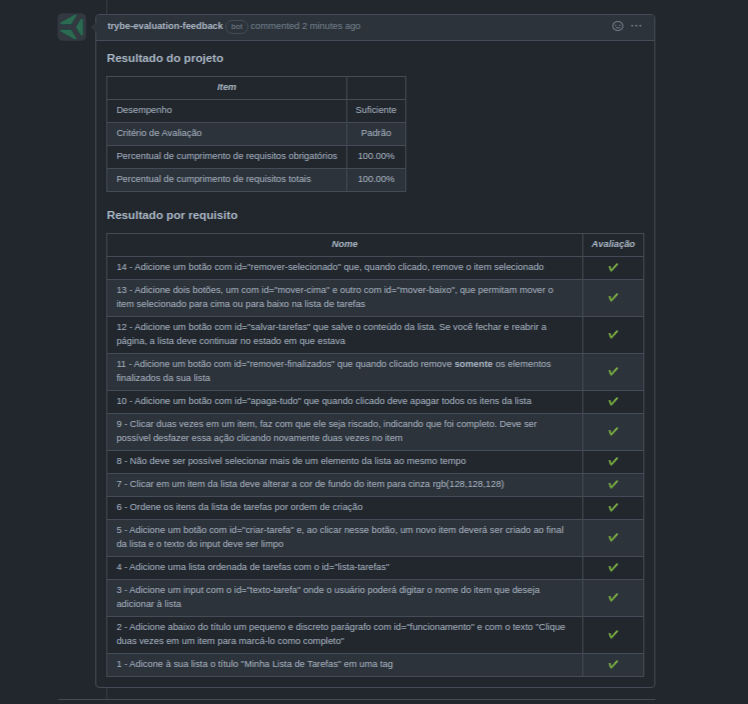 trybe-evaluation-feedback bot commented 2 minutes ago
Resultado do projeto
Item
Desempenho Suficiente
Critério de Avaliação Padrão
Percentual de cumprimento de requisitos obrigatórios 100.00%
Percentual de cumprimento de requisitos totais 100.00%
Resultado por requisito
Nome Avaliação
14 - Adicione um botão com id="remover-selecionado" que, quando clicado, remove o item selecionado
13 - Adicione dois botões, um com id="mover-cima" e outro com id="mover-baixo", que permitam mover o
item selecionado para cima ou para baixo na lista de tarefas
12 - Adicione um botão com id="salvar-tarefas" que salve o conteúdo da lista. Se você fechar e reabrir a
página, a lista deve continuar no estado em que estava
11 - Adicione um botão com id="remover-finalizados" que quando clicado remove somente os elementos
finalizados da sua lista
10 - Adicione um botão com id="apaga-tudo" que quando clicado deve apagar todos os itens da lista
9 - Clicar duas vezes em um item, faz com que ele seja riscado, indicando que foi completo. Deve ser
possível desfazer essa ação clicando novamente duas vezes no item
8 - Não deve ser possível selecionar mais de um elemento da lista ao mesmo tempo
7 - Clicar em um item da lista deve alterar a cor de fundo do item para cinza rgb(128,128,128)
6 - Ordene os itens da lista de tarefas por ordem de criação
5 - Adicione um botão com id="criar-tarefa" e, ao clicar nesse botão, um novo item deverá ser criado ao final
da lista e o texto do input deve ser limpo
4 - Adicione uma lista ordenada de tarefas com o id="lista-tarefas"
3 - Adicione um input com o id="texto-tarefa" onde o usuário poderá digitar o nome do item que deseja
adicionar à lista
2 - Adicione abaixo do título um pequeno e discreto parágrafo com id="funcionamento" e com o texto "Clique
duas vezes em um item para marcá-lo como completo"
1 - Adicone à sua lista o título "Minha Lista de Tarefas" em uma tag